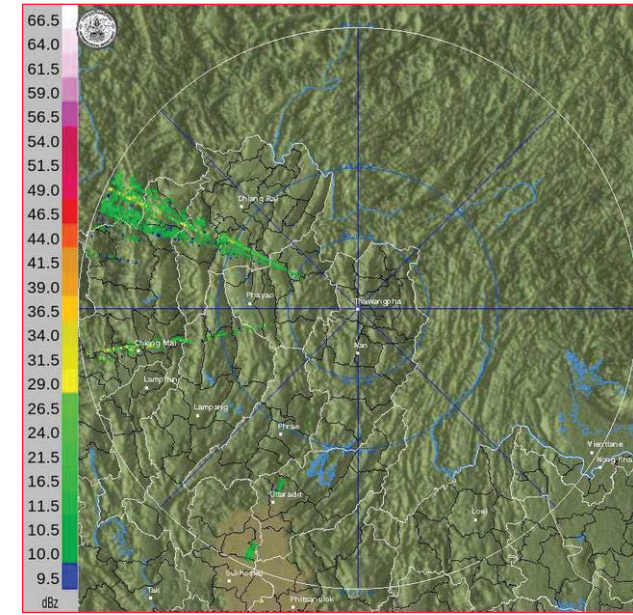 66.5
64.0
61.5
59.0
56.5
54.0
51.5
49.0
46.5
44.0
41.5
39.0
36.5
34.0
31.5
29.0
26.5
24.0
21.5
16.5
11.5
10.5
10.0
9.5
dBz
Chiang Rai
Phayao
Thawangpha
Chiang Mai
Nan
Lamphun
Lampang
Phrae
Vientiane
Nong Kha
Uttaradit
Loei
Sukhothai
Tak
Phitsanulok